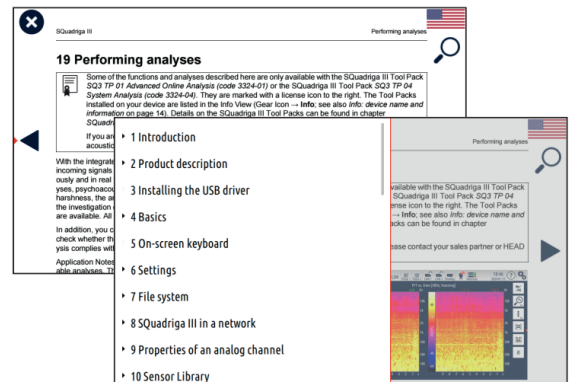 SQuadriga III
Performing analyses
19 Performing analyses
Some of the functions and analyses described here are only available with the SQuadriga III Tool Pack
SQ3 TP 01 Advanced Online Analysis (code 3324-01) or the SQuadriga III Tool Pack SQ3 TP 04
System Analysis (code 3324-04). They are marked with a license icon to the right. The Tool Packs
installed on your device are listed in the Info View (Gear Icon → Info; see also Info: device name and
information on page 14). Details on the SQuadriga III Tool Packs can be found in chapter
SQuadri
If you are
acoustic
With the integrate
incoming signals
ously and in real
yses, psychoacou
harshness, the ar
the investigation
are available. All
In addition, you c
check whether th
ysis complies with
Application Notes
able analyses. Th
1 Introduction
2 Product description
3 Installing the USB driver
4 Basics
5 On-screen keyboard
6 Settings
7 File system
8 SQuadriga III in a network
9 Properties of an analog channel
10 Sensor Library
Performing analyses
vailable with the SQuadriga III Tool Pack
SQuadriga III Tool Pack SQ3 TP 04
ense icon to the right. The Tool Packs
→ Info; see also Info: device name and
acks can be found in chapter
ease contact your sales partner or HEAD